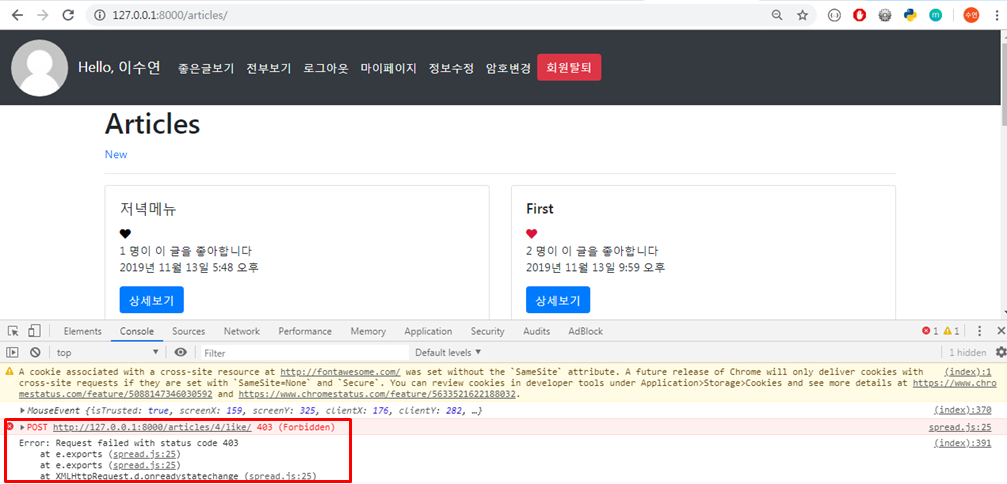 127.0.0.1:8000/articles/
수연
Hello, 이수연 좋은글보기 전부보기 로그아웃 마이페이지 정보수정 암호변경 회원탈퇴
Articles
New
저녁메뉴
1 명이 이 글을 좋아합니다
2019년 11월 13일 5:48 오후
상세보기
First
2 명이 이 글을 좋아합니다
2019년 11월 13일 9:59 오후
상세보기
Elements Console Sources Network Performance Memory Application Security Audits AdBlock 1 1
top Filter Default levels 1 hidden
A cookie associated with a cross-site resource at http://fontawesome.com/ was set without the `SameSite` attribute. A future release of Chrome will only deliver cookies with (index):1
cross-site requests if they are set with `SameSite=None` and `Secure`. You can review cookies in developer tools under Application>Storage>Cookies and see more details at https://www.chro
mestatus.com/feature/5088147346030592 and https://www.chromestatus.com/feature/5633521622188032.
MouseEvent {isTrusted: true, screenX: 159, screenY: 325, clientX: 176, clientY: 282, …} (index):370
POST http://127.0.0.1:8000/articles/4/like/ 403 (Forbidden) spread.js:25
Error: Request failed with status code 403 (index):391
at e.exports (spread.js:25)
at e.exports (spread.js:25)
at XMLHttpRequest.d.onreadystatechange (spread.js:25)